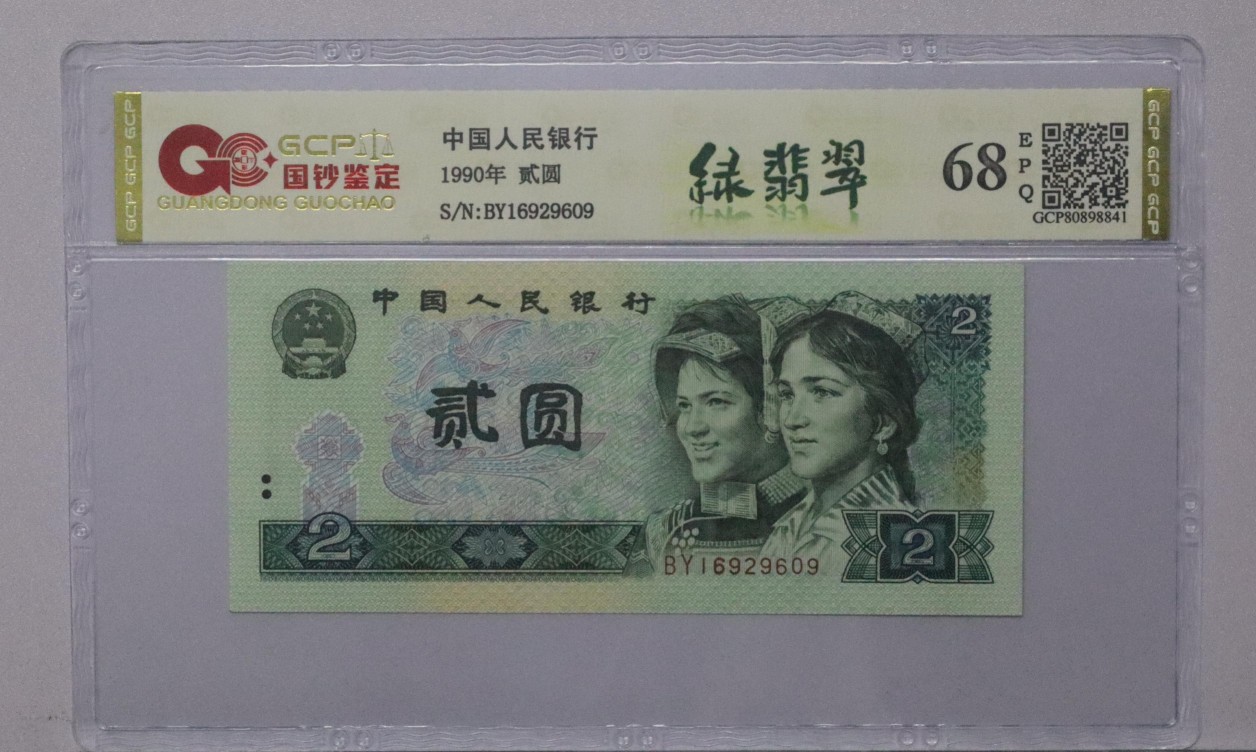 GCP GCP GCP
GCP
国钞鉴定
GUANGDONG GUOCHAO
中国人民银行
1990年 贰圆
S/N:BY16929609
绿翡翠
68
EPQ
GCP80898841
GCP GCP GCP
中国人民银行
2
贰圆
2
BY16929609
2